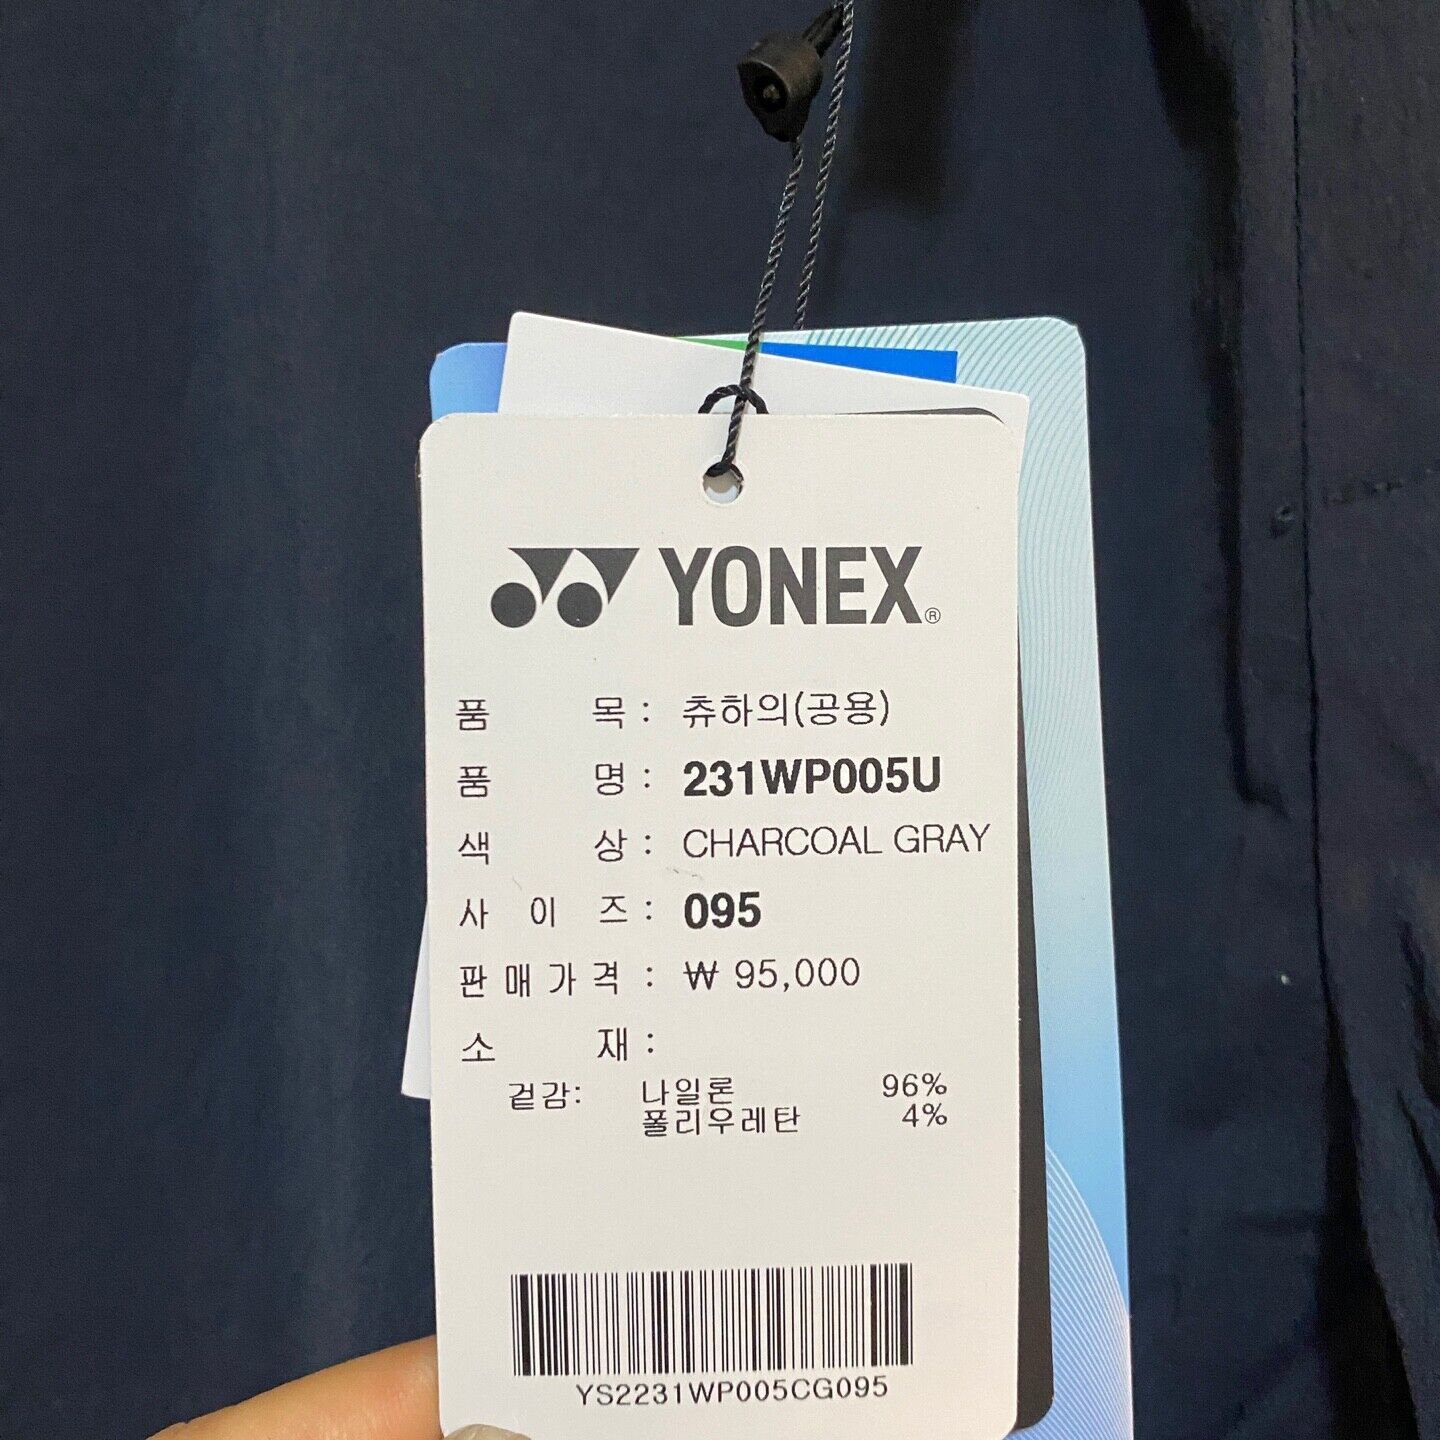 YONEX®
품 목 : 츄하의(공용)
품 명 : 231WP005U
색 상 : CHARCOAL GRAY
사 이 즈 : 095
판 매 가 격 : ₩ 95,000
소 재 :
겉감: 나일론 96%
폴리우레탄 4%
YS2231WP005CG095